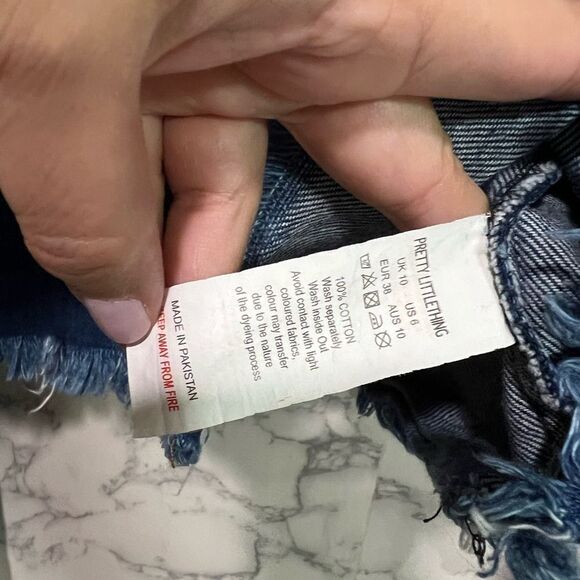 PRETTY LITTLETHING
UK 10 US 6
EUR 38 AUS 10
100% COTTON
Wash separately
Wash inside Out
Avoid contact with light
coloured fabrics,
colour may transfer
due to the nature
of the dyeing process
MADE IN PAKISTAN
KEEP AWAY FROM FIRE